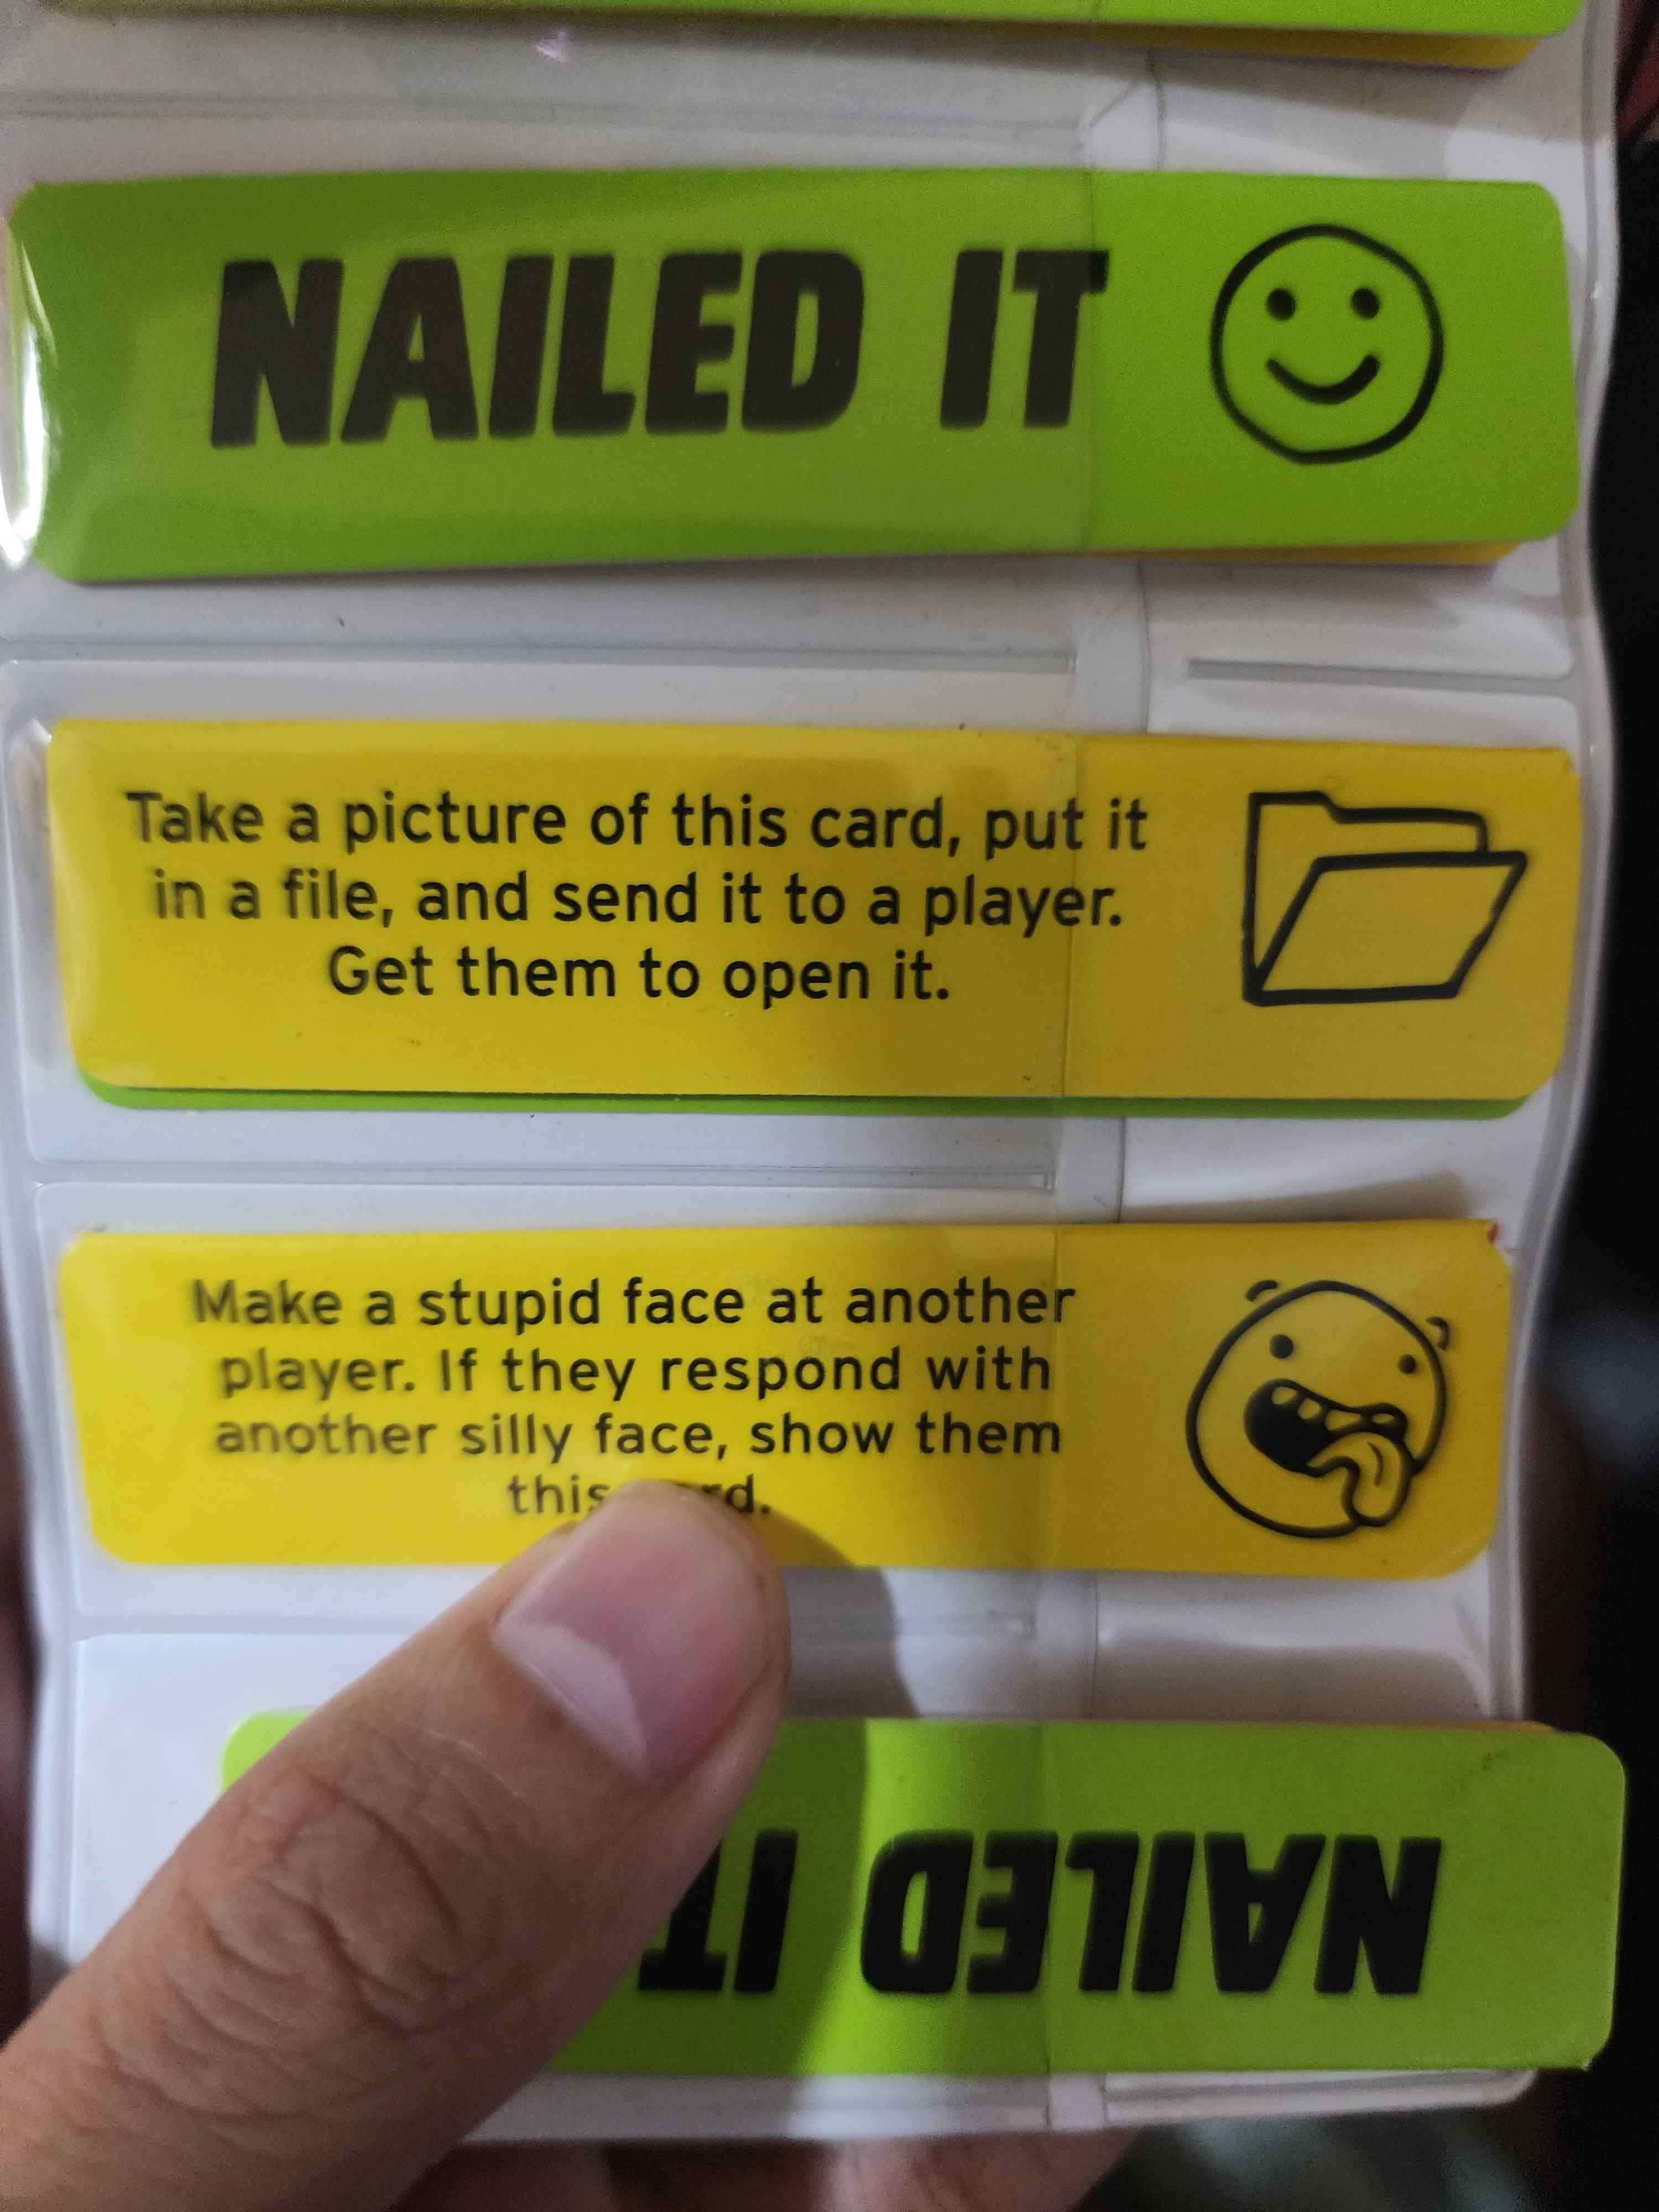 NAILED IT
Take a picture of this card, put it
in a file, and send it to a player.
Get them to open it.
Make a stupid face at another
player. If they respond with
another silly face, show them
this
NAILED IT